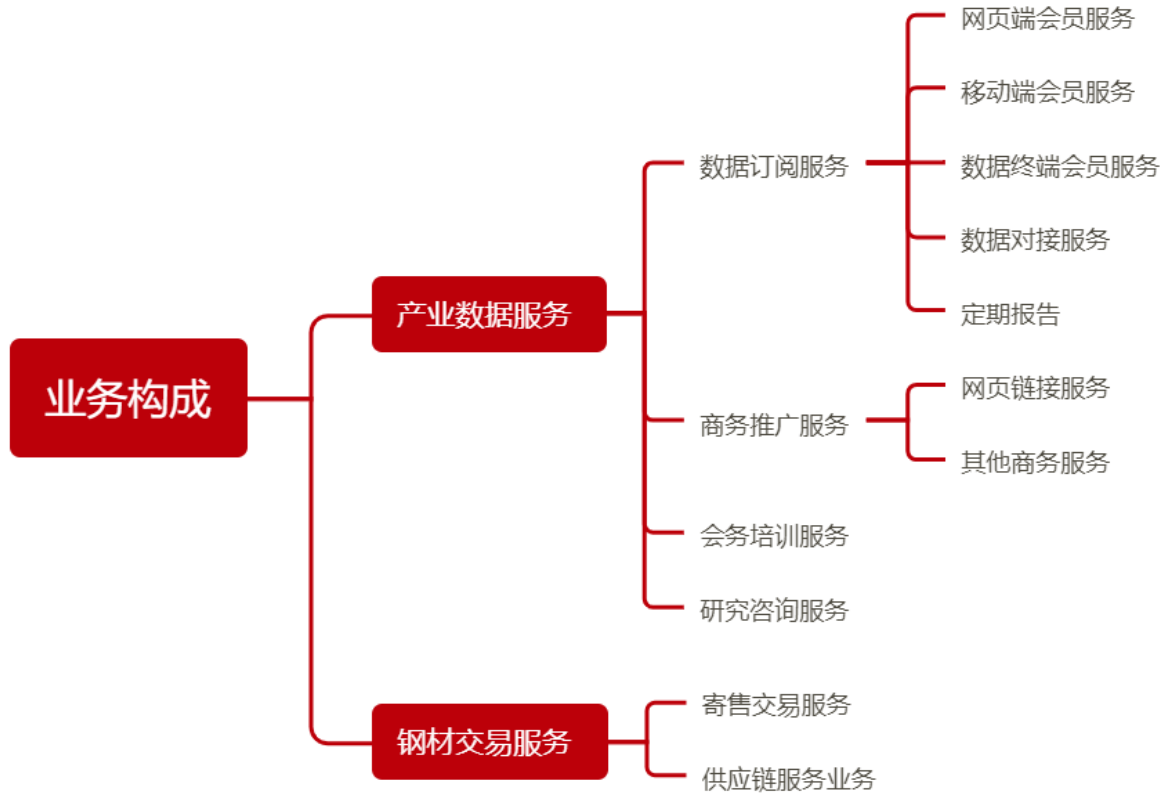 业务构成
产业数据服务
数据订阅服务
网页端会员服务
移动端会员服务
数据终端会员服务
数据对接服务
定期报告
商务推广服务
网页链接服务
其他商务服务
会务培训服务
研究咨询服务
钢材交易服务
寄售交易服务
供应链服务业务